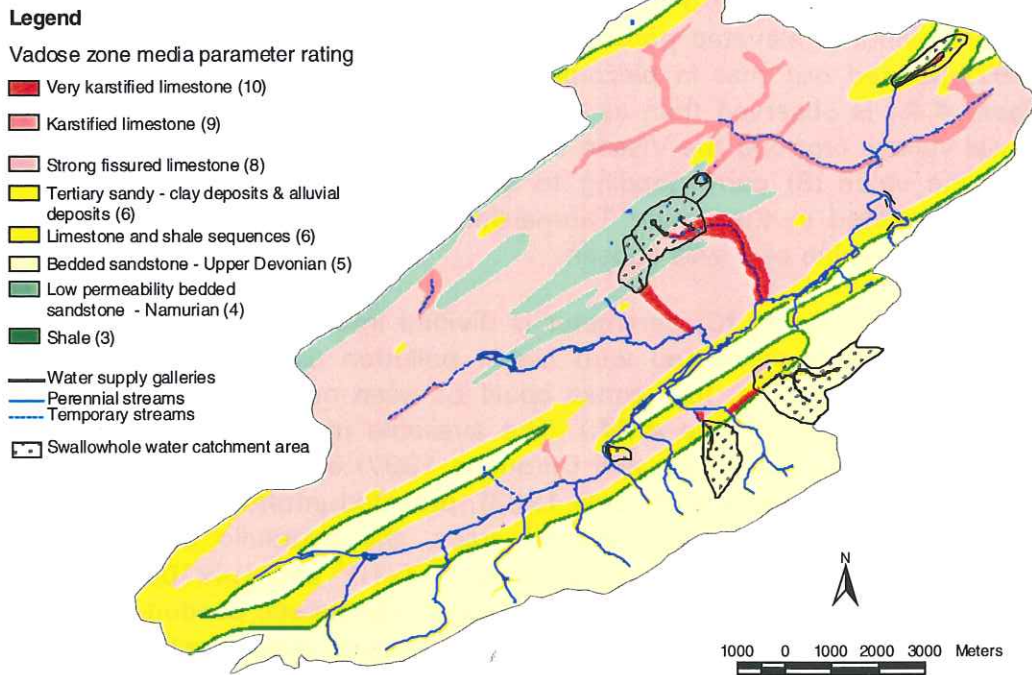 Legend
Vadose zone media parameter rating
Very karstified limestone (10)
Karstified limestone (9)
Strong fissured limestone (8)
Tertiary sandy - clay deposits & alluvial
deposits (6)
Limestone and shale sequences (6)
Bedded sandstone - Upper Devonian (5)
Low permeability bedded
sandstone - Namurian (4)
Shale (3)
Water supply galleries
Perennial streams
Temporary streams
Swallowhole water catchment area
N
1000 0 1000 2000 3000 Meters